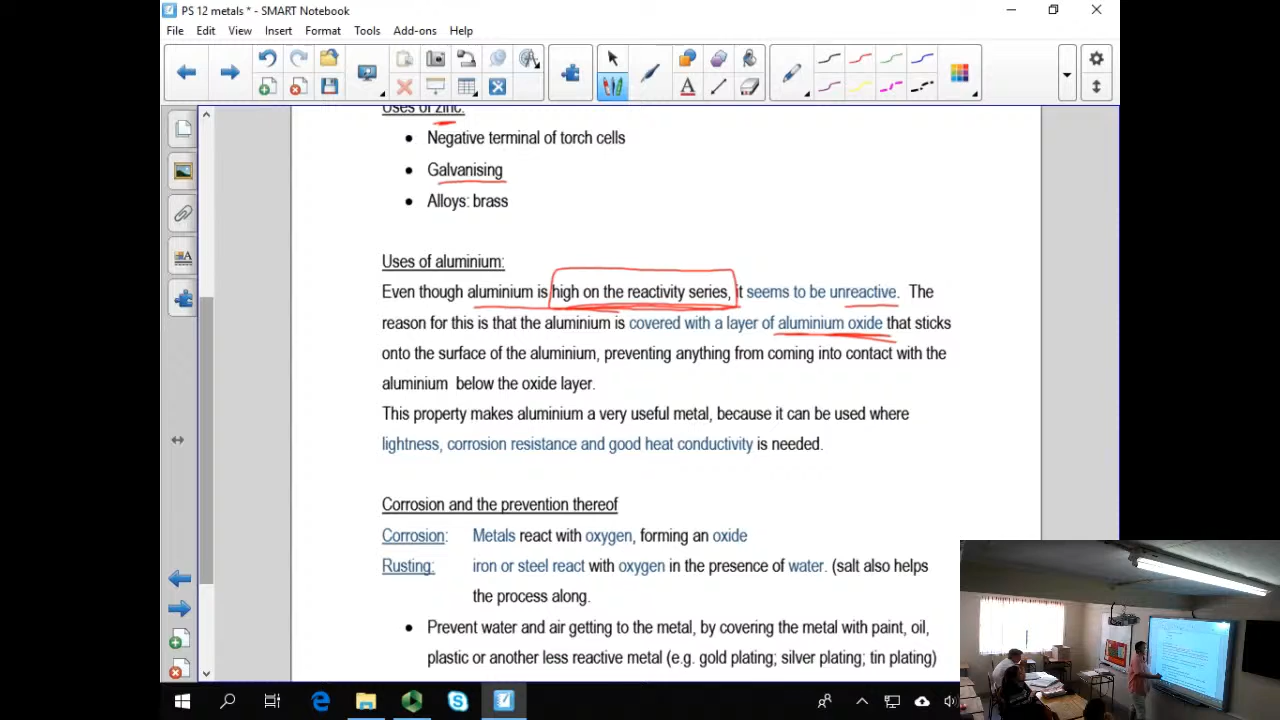 PS 12 metals * - SMART Notebook
File Edit View Insert Format Tools Add-ons Help
Uses of zinc:
• Negative terminal of torch cells
• Galvanising
• Alloys: brass
Uses of aluminium:
Even though aluminium is high on the reactivity series, it seems to be unreactive. The
reason for this is that the aluminium is covered with a layer of aluminium oxide that sticks
onto the surface of the aluminium, preventing anything from coming into contact with the
aluminium below the oxide layer.
This property makes aluminium a very useful metal, because it can be used where
lightness, corrosion resistance and good heat conductivity is needed.
Corrosion and the prevention thereof
Corrosion: Metals react with oxygen, forming an oxide
Rusting: iron or steel react with oxygen in the presence of water. (salt also helps
the process along.
• Prevent water and air getting to the metal, by covering the metal with paint, oil,
plastic or another less reactive metal (e.g. gold plating; silver plating; tin plating)